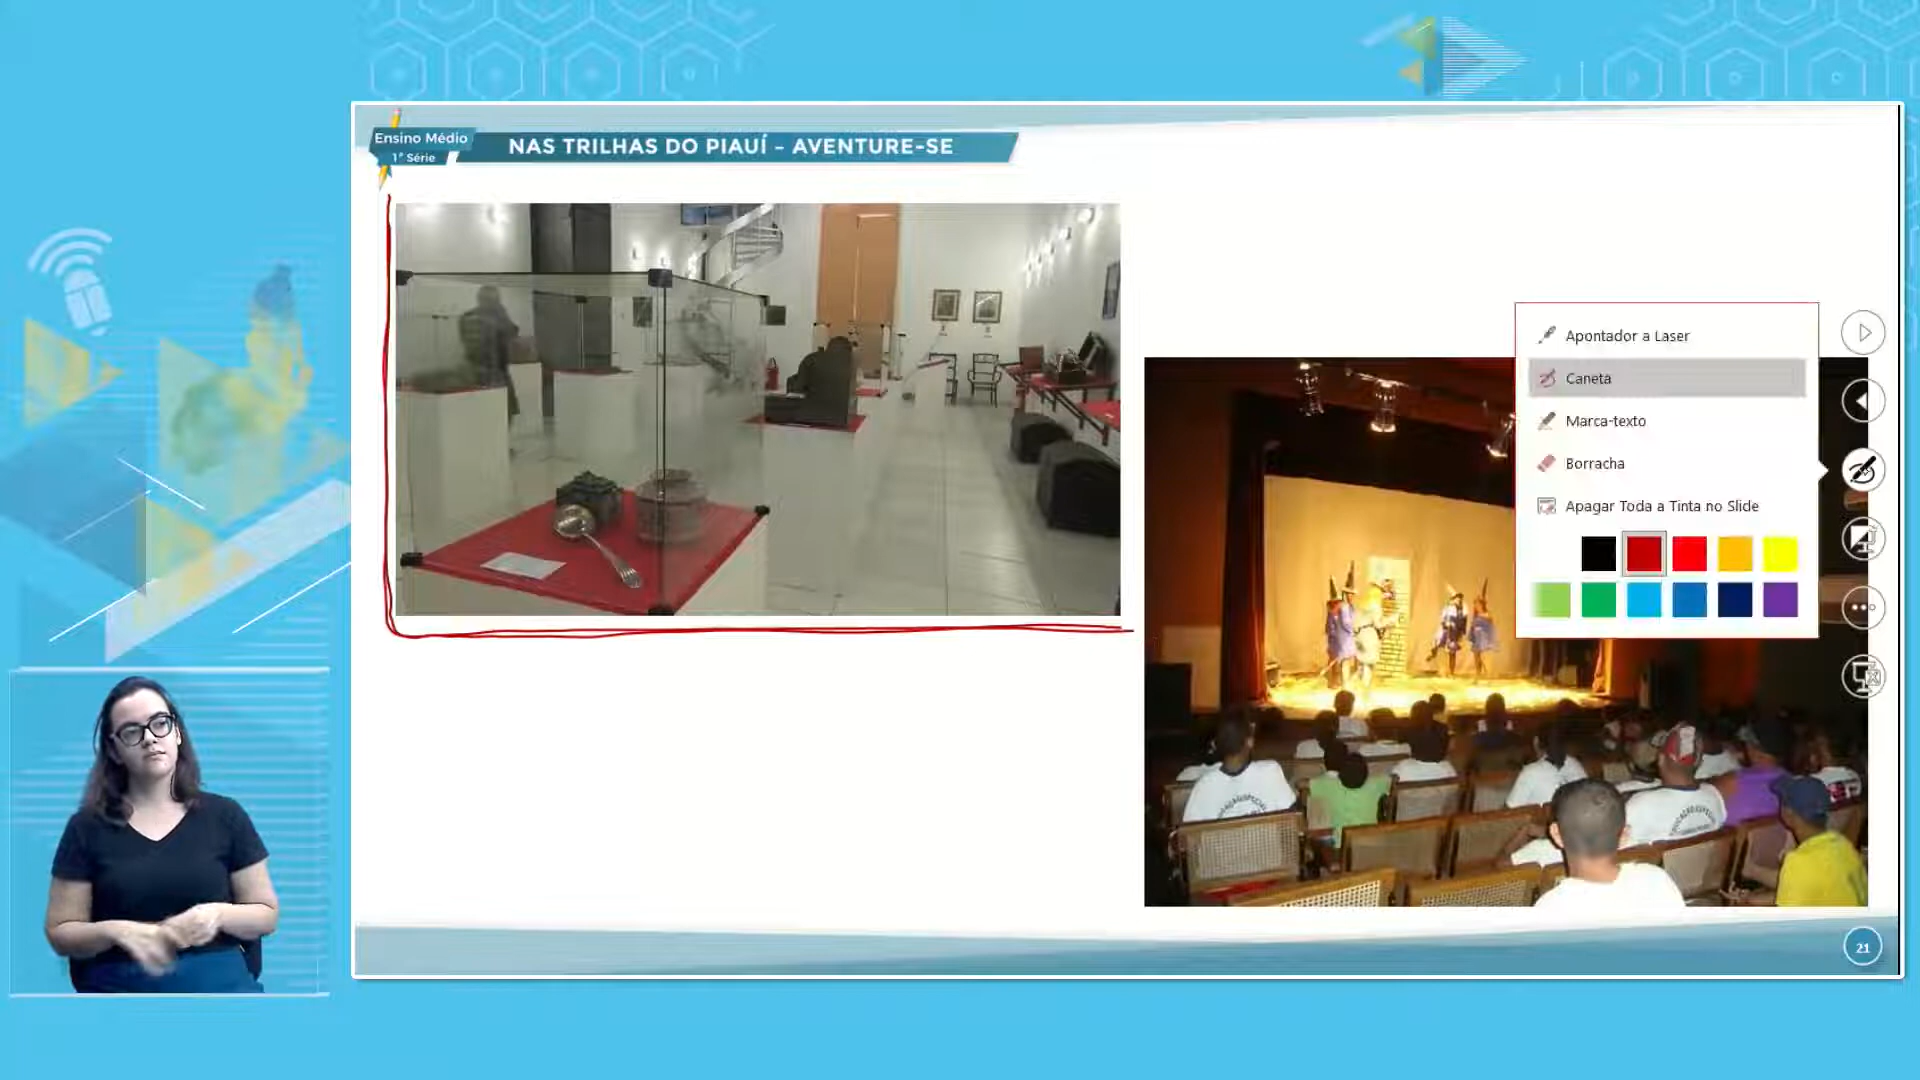 Ensino Médio
1ª Série
NAS TRILHAS DO PIAUÍ – AVENTURE-SE
Apontador a Laser
Caneta
Marca-texto
Borracha
Apagar Toda a Tinta no Slide
21